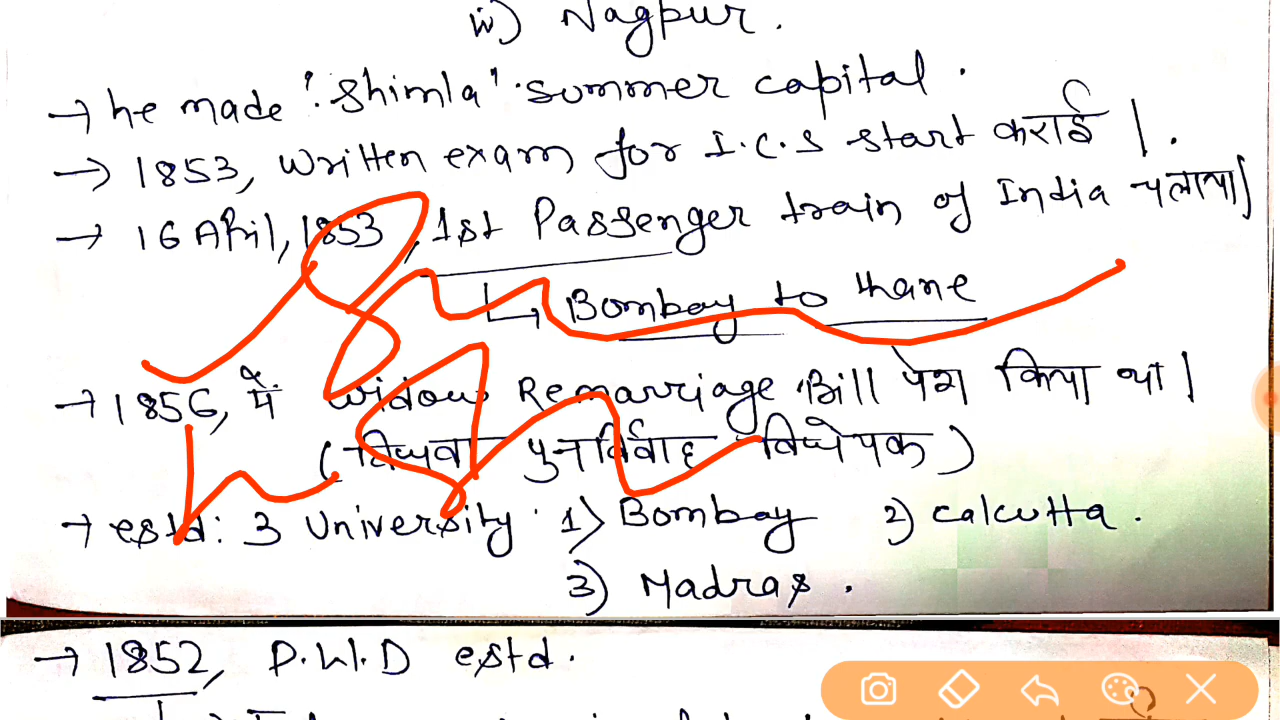 iv) Nagpur.
→ he made "Shimla" summer capital.
→ 1853, written exam for I.C.S start कराई |.
→ 16 April, 1853, 1st Passenger train of India चलाया|
↳ Bombay to thane
→ 1856, में widow Remarriage Bill पेश किया था |
(विधवा पुनर्विवाह विधेयक)
→ estd: 3 University 1) Bombay 2) Calcutta.
3) Madras.
→ 1852, P.W.D estd.